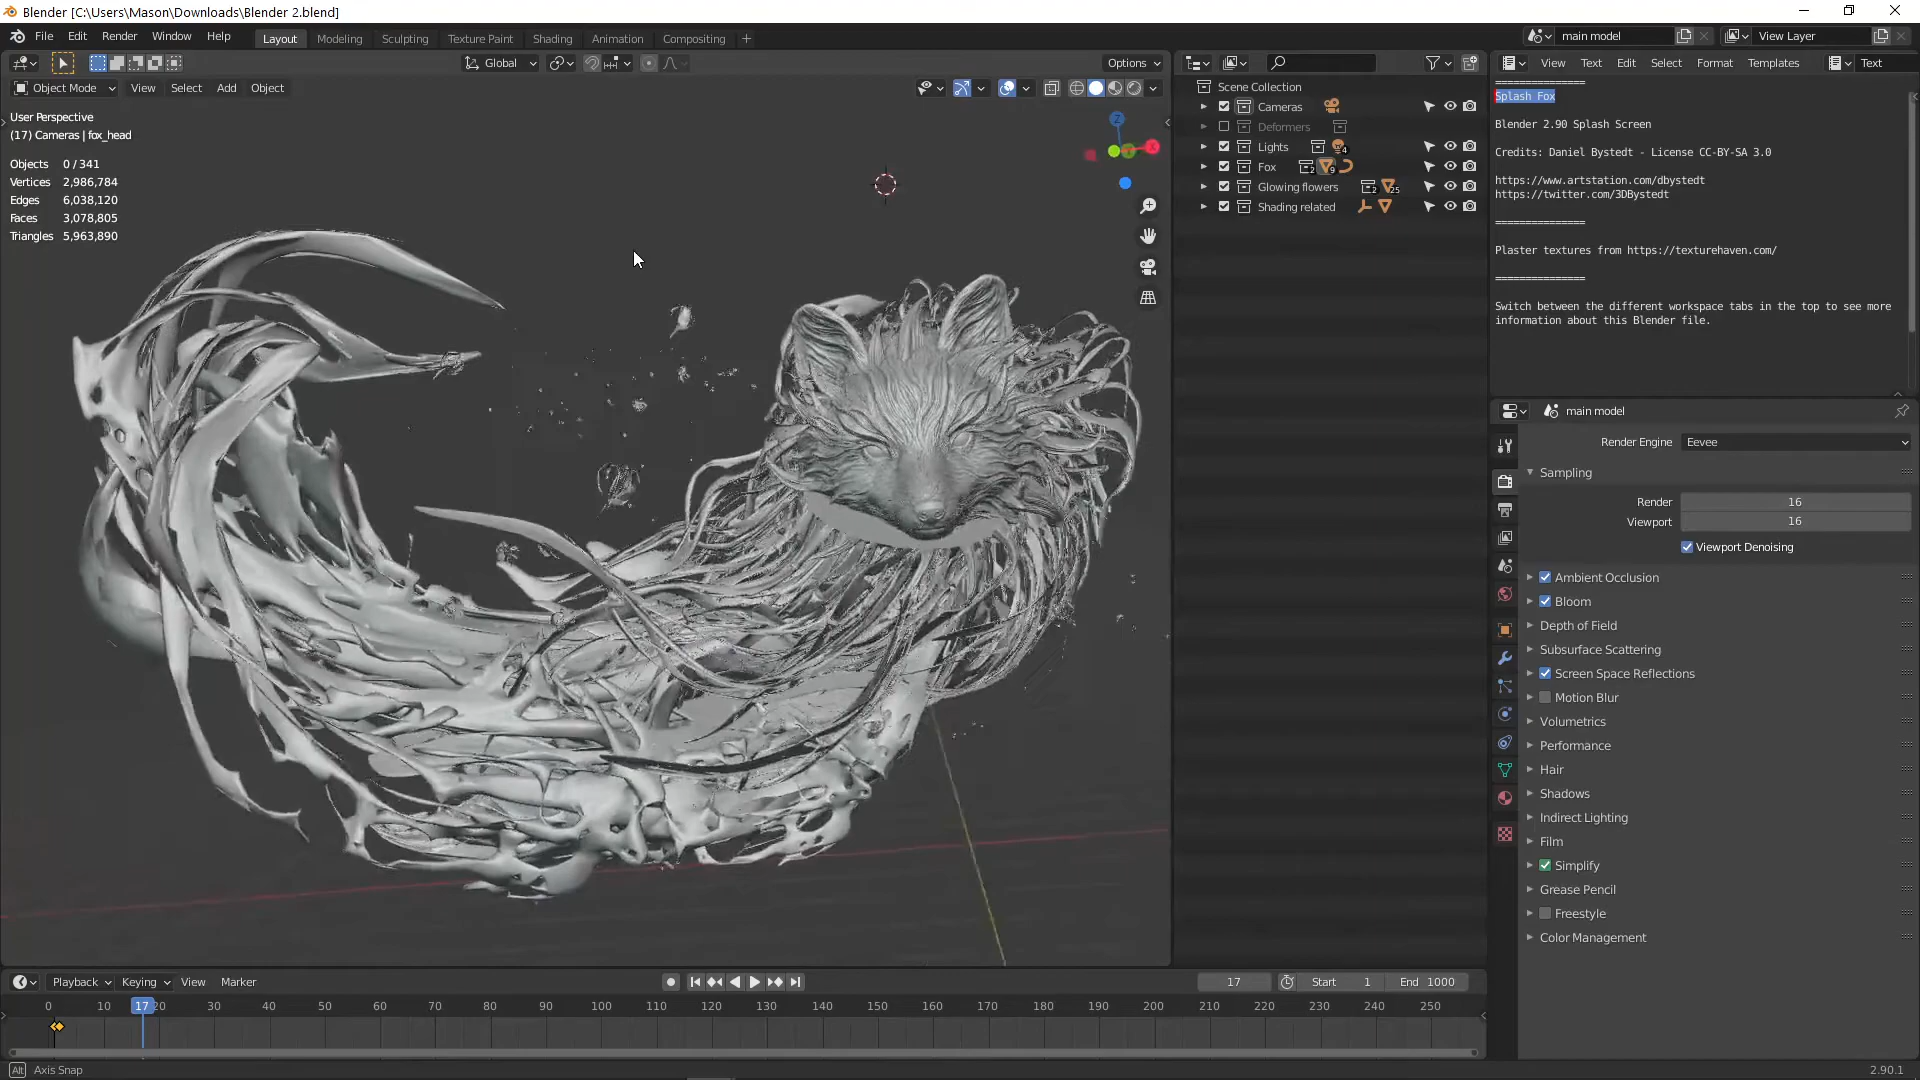 Blender [C:\Users\Mason\Downloads\Blender 2.blend]
File Edit Render Window Help
Layout Modeling Sculpting Texture Paint Shading Animation Compositing +
main model
View Layer
Global
Options
View Text Edit Select Format Templates Text
Object Mode View Select Add Object
User Perspective
(17) Cameras | fox_head
Objects 0 / 341
Vertices 2,986,784
Edges 6,038,120
Faces 3,078,805
Triangles 5,963,890
Z
X
Scene Collection
Cameras
Deformers
Lights 4
Fox 2 9
Glowing flowers 2 25
Shading related
===============
Splash Fox
Blender 2.90 Splash Screen
Credits: Daniel Bystedt - License CC-BY-SA 3.0
https://www.artstation.com/dbystedt
https://twitter.com/3DBystedt
===============
Plaster textures from https://texturehaven.com/
===============
Switch between the different workspace tabs in the top to see more
information about this Blender file.
main model
Render Engine Eevee
Sampling
Render 16
Viewport 16
Viewport Denoising
Ambient Occlusion
Bloom
Depth of Field
Subsurface Scattering
Screen Space Reflections
Motion Blur
Volumetrics
Performance
Hair
Shadows
Indirect Lighting
Film
Simplify
Grease Pencil
Freestyle
Color Management
Playback Keying View Marker
17 Start 1 End 1000
0 10 17 20 30 40 50 60 70 80 90 100 110 120 130 140 150 160 170 180 190 200 210 220 230 240 250
Alt Axis Snap
2.90.1